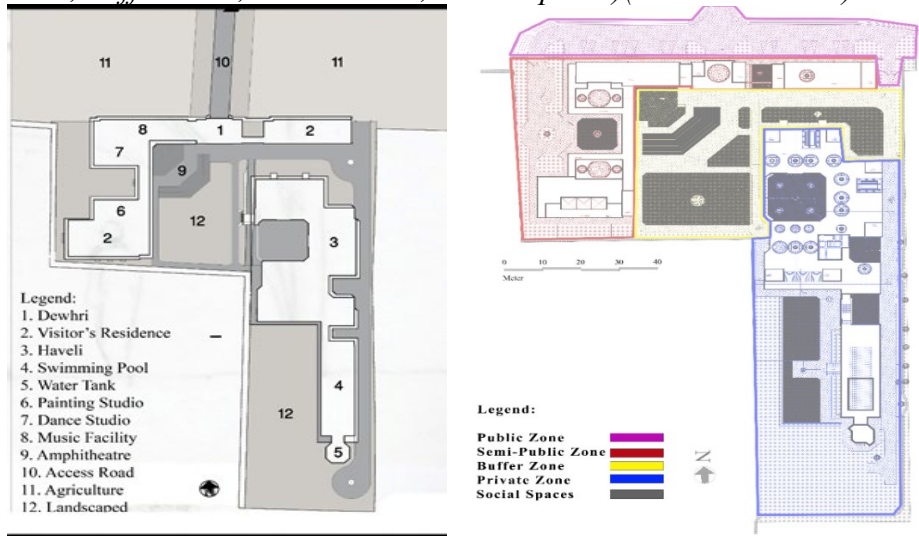 11
10
11
8
1
2
7
9
6
12
3
2
4
12
5
Legend:
1. Dewhri
2. Visitor's Residence
3. Haveli
4. Swimming Pool
5. Water Tank
6. Painting Studio
7. Dance Studio
8. Music Facility
9. Amphitheatre
10. Access Road
11. Agriculture
12. Landscaped
0 10 20 30 40
Meter
Legend:
Public Zone
Semi-Public Zone
Buffer Zone
Private Zone
Social Spaces
N